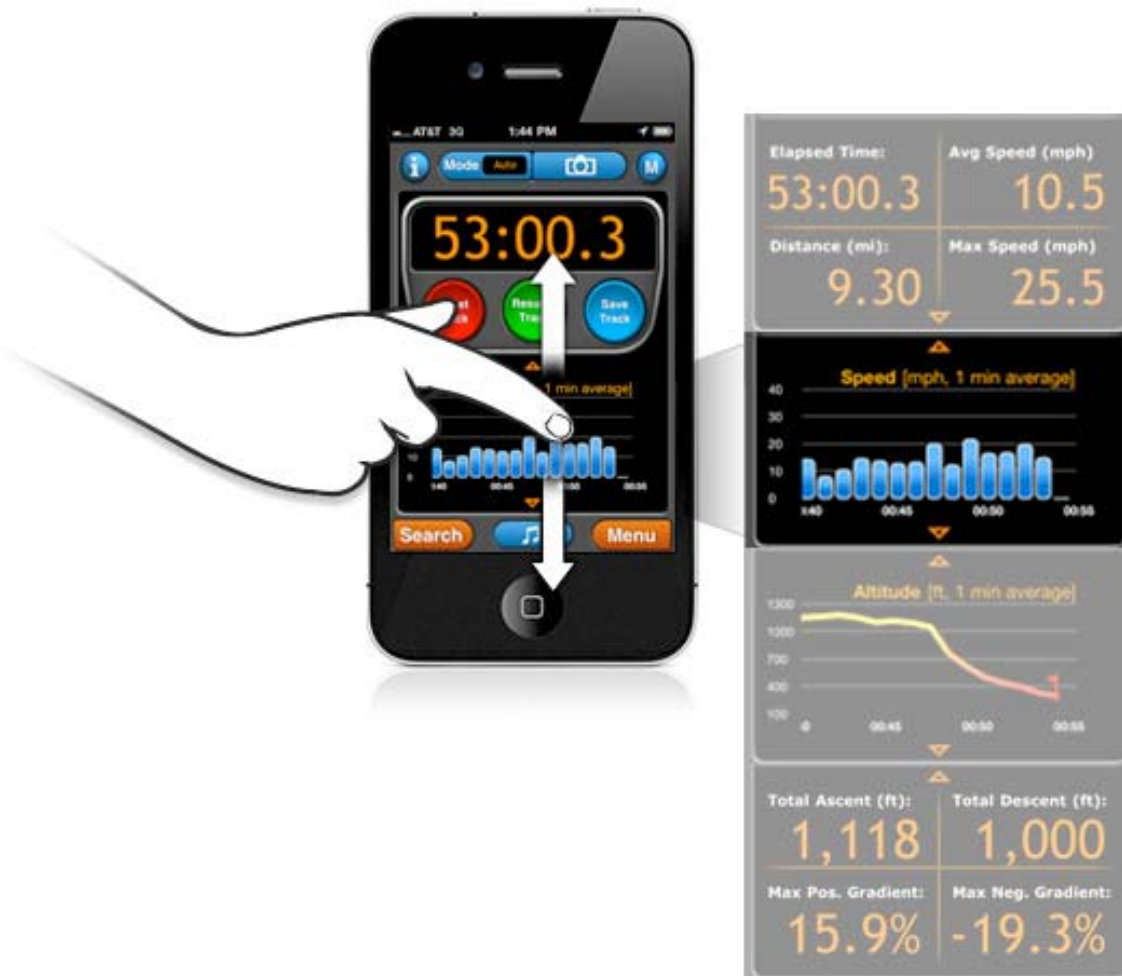 AT&T 3G 1:44 PM
i Mode Auto M
53:00.3
Save
Track
1 min average]
10
0
1:40 00:45 00:55
Search Menu
Elapsed Time: Avg Speed (mph)
53:00.3 10.5
Distance (mi): Max Speed (mph)
9.30 25.5
Speed [mph, 1 min average]
40
30
20
10
0
1:40 00:45 00:50 00:55
Altitude [ft, 1 min average]
1300
1000
700
400
100
0 00:45 00:50 00:55
Total Ascent (ft): Total Descent (ft):
1,118 1,000
Max Pos. Gradient: Max Neg. Gradient:
15.9% -19.3%